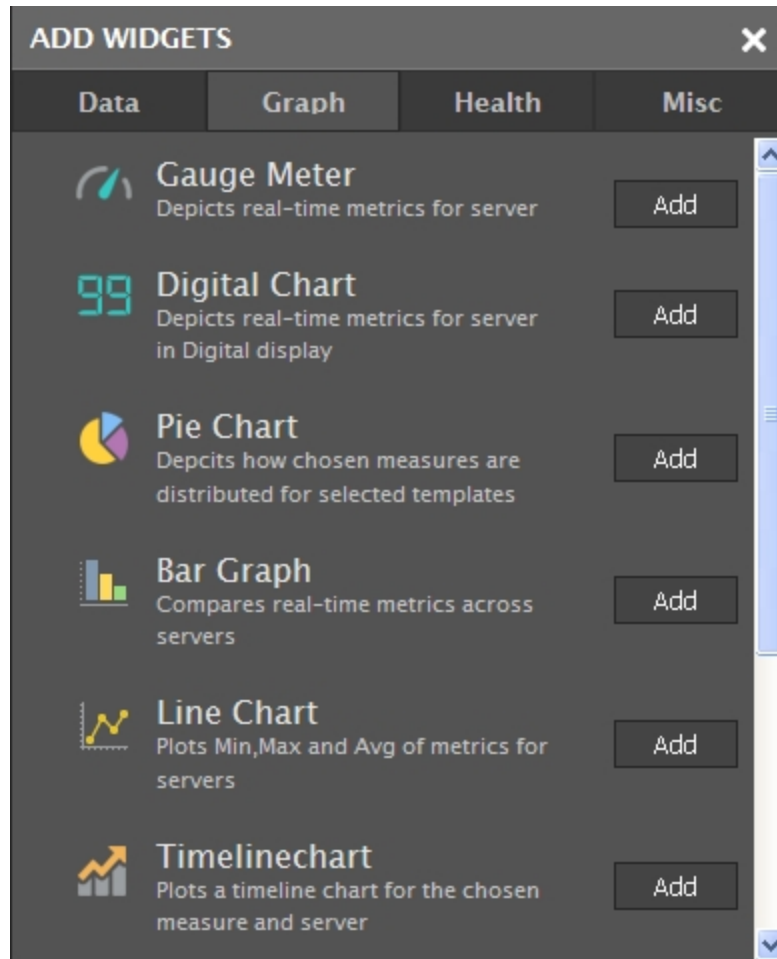 ADD WIDGETS
Data Graph Health Misc
Gauge Meter
Depicts real-time metrics for server
Add
99
Digital Chart
Depicts real-time metrics for server
in Digital display
Add
Pie Chart
Depcits how chosen measures are
distributed for selected templates
Add
Bar Graph
Compares real-time metrics across
servers
Add
Line Chart
Plots Min,Max and Avg of metrics for
servers
Add
Timelinechart
Plots a timeline chart for the chosen
measure and server
Add